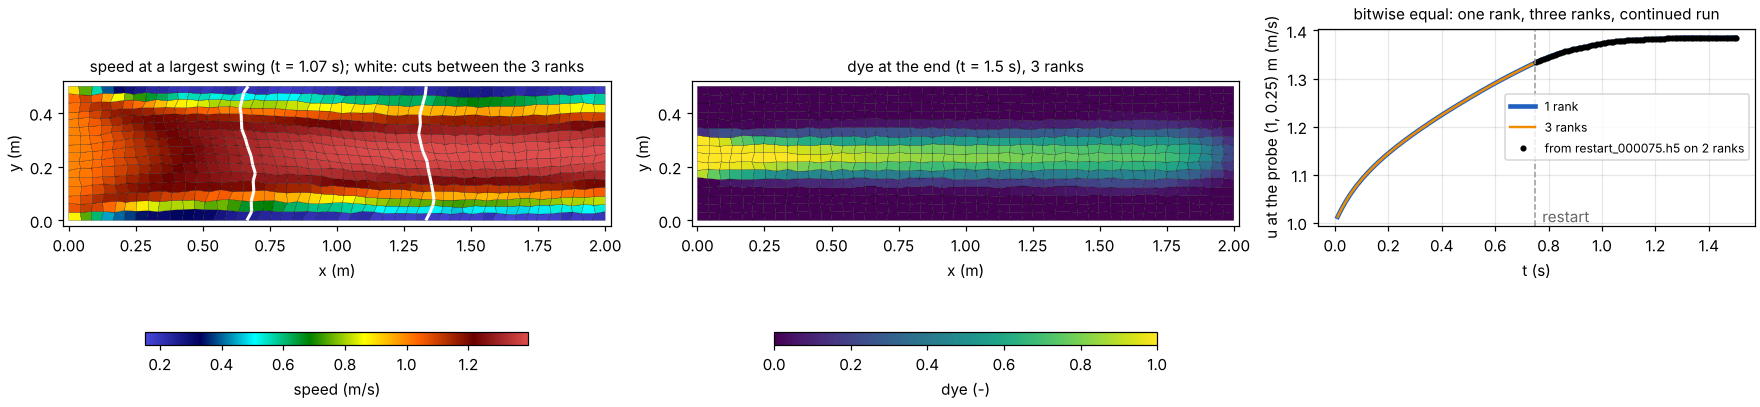 speed at a largest swing (t = 1.07 s); white: cuts between the 3 ranks
y (m)
0.4
0.2
0.0
0.00 0.25 0.50 0.75 1.00 1.25 1.50 1.75 2.00
x (m)
0.2 0.4 0.6 0.8 1.0 1.2
speed (m/s)
dye at the end (t = 1.5 s), 3 ranks
y (m)
0.4
0.2
0.0
0.00 0.25 0.50 0.75 1.00 1.25 1.50 1.75 2.00
x (m)
0.0 0.2 0.4 0.6 0.8 1.0
dye (-)
bitwise equal: one rank, three ranks, continued run
u at the probe (1, 0.25) m (m/s)
1.4
1.3
1.2
1.1
1.0
1 rank
3 ranks
from restart_000075.h5 on 2 ranks
restart
0.0 0.2 0.4 0.6 0.8 1.0 1.2 1.4
t (s)